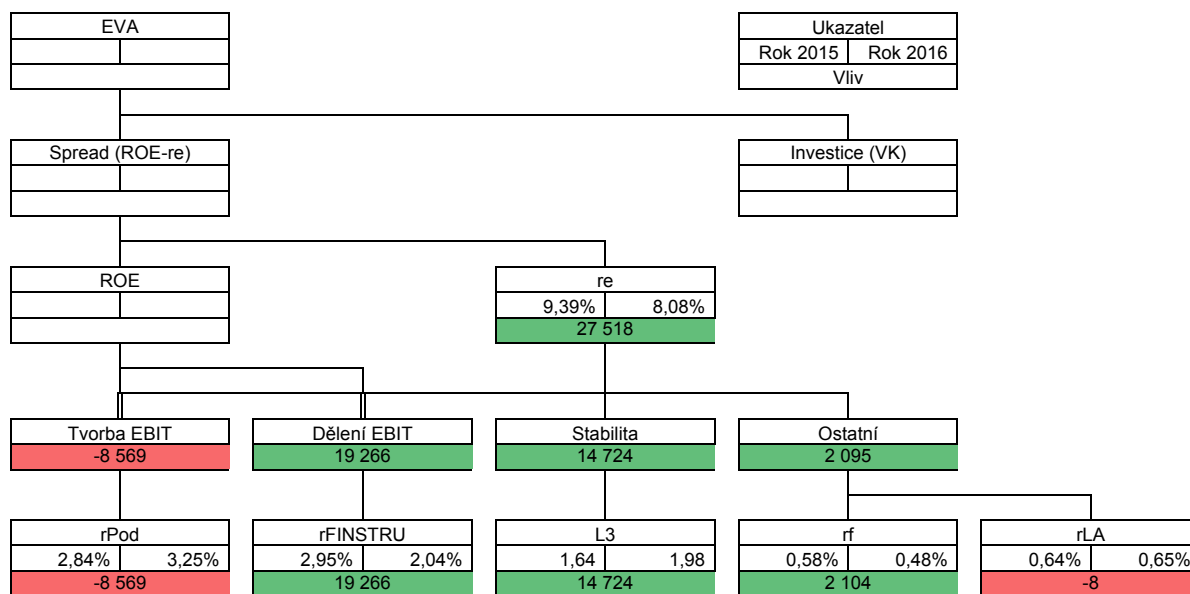 EVA
Ukazatel
Rok 2015 Rok 2016
Vliv
Spread (ROE-re)
Investice (VK)
ROE
re
9,39% 8,08%
27 518
Tvorba EBIT
Dělení EBIT
Stabilita
Ostatní
-8 569
19 266
14 724
2 095
rPod
rFINSTRU
L3
rf
rLA
2,84% 3,25%
2,95% 2,04%
1,64 1,98
0,58% 0,48%
0,64% 0,65%
-8 569
19 266
14 724
2 104
-8